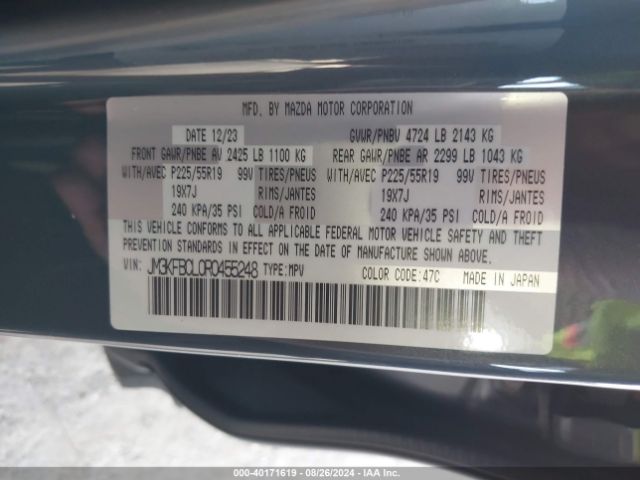 MFD. BY MAZDA MOTOR CORPORATION
DATE 12/23 GVWR/PNBV 4724 LB 2143 KG
FRONT GAWR/PNBE AV 2425 LB 1100 KG REAR GAWR/PNBE AR 2299 LB 1043 KG
WITH/AVEC P225/55R19 99V TIRES/PNEUS WITH/AVEC P225/55R19 99V TIRES/PNEUS
19X7J RIMS/JANTES 19X7J RIMS/JANTES
240 KPA/35 PSI COLD/A FROID 240 KPA/35 PSI COLD/A FROID
THIS VEHICLE CONFORMS TO ALL APPLICABLE FEDERAL MOTOR VEHICLE SAFETY AND THEFT
PREVENTION STANDARDS IN EFFECT ON THE DATE OF MANUFACTURE SHOWN ABOVE.
VIN: JM3KFBCL0R0455248 TYPE:MPV COLOR CODE:47C MADE IN JAPAN
000-40171619 - 08/26/2024 - IAA, Inc.